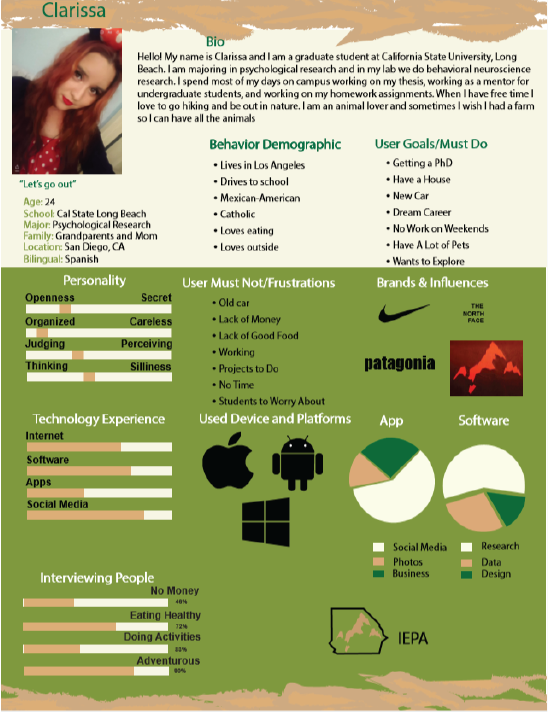 Clarissa
Bio
Hello! My name is Clarissa and I am a graduate student at California State University, Long
Beach. I am majoring in psychological research and in my lab we do behavioral neuroscience
research. I spend most of my days on campus working on my thesis, working as a mentor for
undergraduate students, and working on my homework assignments. When I have free time I
love to go hiking and be out in nature. I am an animal lover and sometimes I wish I had a farm
so I can have all the animals
"Let's go out"
Age: 24
School: Cal State Long Beach
Major: Psychological Research
Family: Grandparents and Mom
Location: San Diego, CA
Bilingual: Spanish
Behavior Demographic
• Lives in Los Angeles
• Drives to school
• Mexican-American
• Catholic
• Loves eating
• Loves outside
User Goals/Must Do
• Getting a PhD
• Have a House
• New Car
• Dream Career
• No Work on Weekends
• Have A Lot of Pets
• Wants to Explore
Personality
Openness Secret
Organized Careless
Judging Perceiving
Thinking Silliness
User Must Not/Frustrations
• Old car
• Lack of Money
• Lack of Good Food
• Working
• Projects to Do
• No Time
• Students to Worry About
Brands & Influences
THE
NORTH
FACE
patagonia
Technology Experience
Internet
Software
Apps
Social Media
Used Device and Platforms
App
Social Media
Photos
Business
Software
Research
Data
Design
Interviewing People
No Money
Eating Healthy
72%
Doing Activities
Adventurous
IEPA